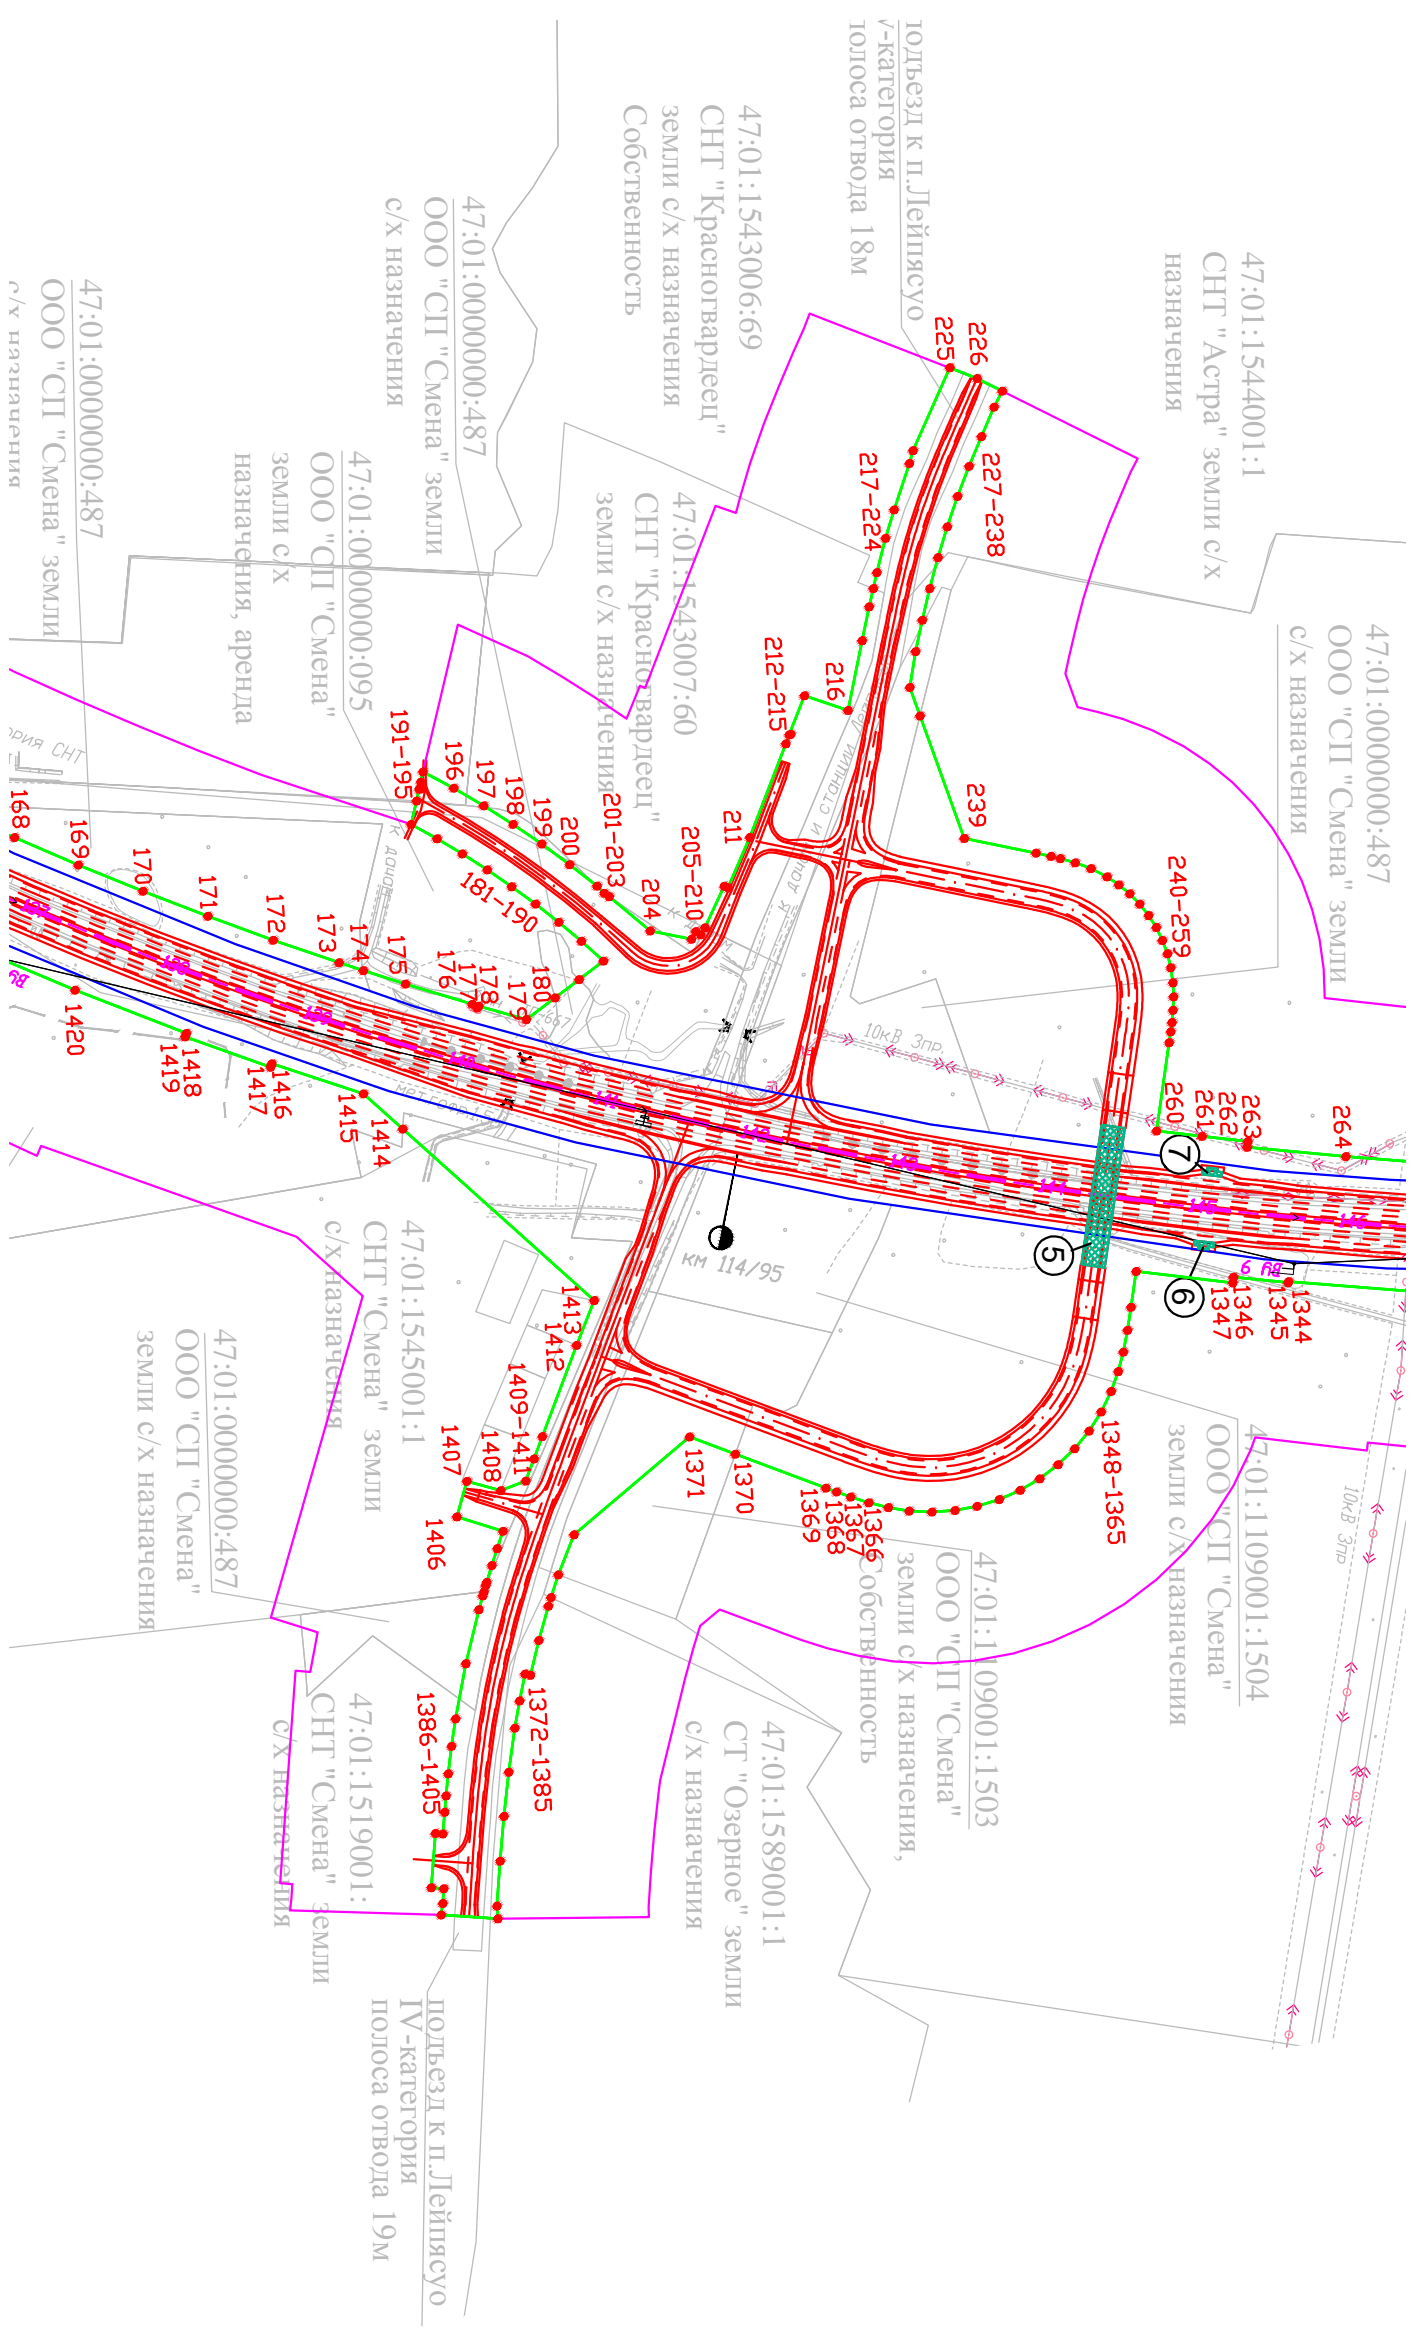 подъезд к п.Лейпясуо
V-категория
полоса отвода 18м
47:01:1544001:1
СНТ "Астра" земли с/х
назначения
47:01:1543006:69
СНТ "Красногвардеец"
земли с/х назначения
Собственность
47:01:0000000:487
ООО "СП "Смена" земли
с/х назначения
47:01:0000000:487
ООО "СП "Смена" земли
с/х назначения
47:01:0000000:095
ООО "СП "Смена"
земли с/х
назначения, аренда
47:01:1543007:60
СНТ "Красногвардеец"
земли с/х назначения
47:01:0000000:487
ООО "СП "Смена" земли
с/х назначения
226
225
227-238
217-224
216
212-215
211
239
240-259
205-210
204
201-203
200
199
198
197
196
191-195
181-190
180
179
178
177
176
175
174
173
172
171
170
169
168
260
261
262
263
264
10кВ 3пр.
7
5
6
км 114/95
ВУ 9
1344
1345
1346
1347
1348-1365
1366
1367
1368
1369
1370
1371
1372-1385
1386-1405
1406
1407
1408
1409-1411
1412
1413
1414
1415
1416
1417
1418
1419
1420
10кВ 3пр
47:01:1109001:1504
ООО "СП "Смена"
земли с/х назначения
47:01:1109001:1503
ООО "СП "Смена"
земли с/х назначения,
Собственность
47:01:1589001:1
СТ "Озерное" земли
с/х назначения
47:01:1545001:1
СНТ "Смена" земли
с/х назначения
47:01:0000000:487
ООО "СП "Смена"
земли с/х назначения
47:01:1519001:
СНТ "Смена" земли
с/х назначения
подъезд к п.Лейпясуо
IV-категория
полоса отвода 19м